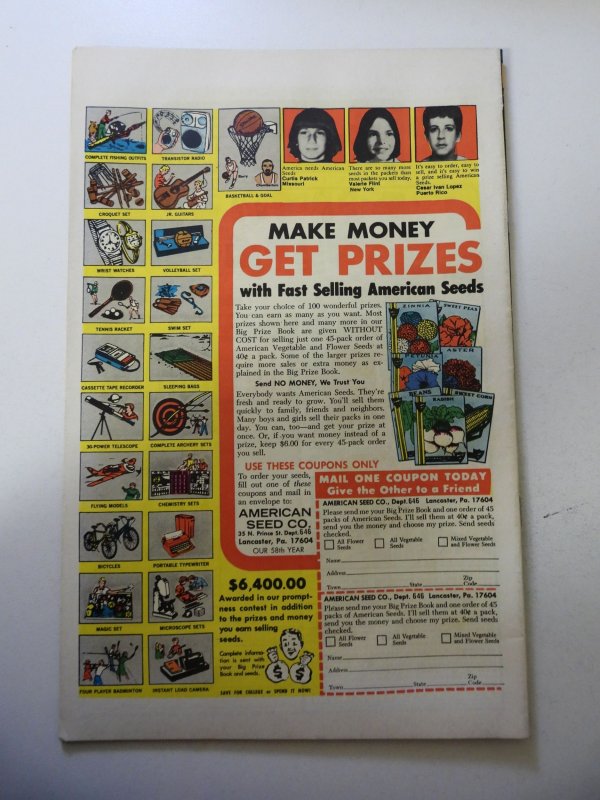 COMPLETE FISHING OUTFITS
TRANSISTOR RADIO
CROQUET SET
JR. GUITARS
WRIST WATCHES
VOLLEYBALL SET
TENNIS RACKET
SWIM SET
CASSETTE TAPE RECORDER
SLEEPING BAGS
30-POWER TELESCOPE
COMPLETE ARCHERY SETS
FLYING MODELS
CHEMISTRY SETS
BICYCLES
PORTABLE TYPEWRITER
MAGIC SET
MICROSCOPE SETS
FOUR PLAYER BADMINTON
INSTANT LOAD CAMERA
BASKETBALL & GOAL
America needs American
Seeds
Curtis Patrick
Missouri
There are so many more
seeds in the packets than
most packets you sell today.
Valerie Flint
New York
It's easy to order, easy to
sell, and it's easy to win
a prize selling American
Seeds.
Cesar Ivan Lopez
Puerto Rico
MAKE MONEY
GET PRIZES
with Fast Selling American Seeds
Take your choice of 100 wonderful prizes.
You can earn as many as you want. Most
prizes shown here and many more in our
Big Prize Book are given WITHOUT
COST for selling just one 45-pack order of
American Vegetable and Flower Seeds at
40¢ a pack. Some of the larger prizes re-
quire more sales or extra money as ex-
plained in the Big Prize Book.
Send NO MONEY, We Trust You
Everybody wants American Seeds. They're
fresh and ready to grow. You'll sell them
quickly to family, friends and neighbors.
Many boys and girls sell their packs in one
day. You, can, too—and get your prize at
once. Or, if you want money instead of a
prize, keep $6.00 for every 45-pack order
you sell.
ZINNIA
SWEET PEAS
PETUNIA
ASTER
BEANS
RADISH
SWEET CORN
USE THESE COUPONS ONLY
To order your seeds,
fill out one of these
coupons and mail in
an envelope to:
AMERICAN
SEED CO.
35 N. Prince St. Dept. 646
Lancaster, Pa. 17604
OUR 58th YEAR
$6,400.00
Awarded in our prompt-
ness contest in addition
to the prizes and money
you earn selling
seeds.
Complete informa-
tion is sent with
your Big Prize
Book and seeds.
$ $
SAVE FOR COLLEGE or SPEND IT NOW!
MAIL ONE COUPON TODAY
Give the Other to a Friend
AMERICAN SEED CO., Dept. 646 Lancaster, Pa. 17604
Please send me your Big Prize Book and one order of 45
packs of American Seeds. I'll sell them at 40¢ a pack,
send you the money and choose my prize. Send seeds
checked.
All Flower Seeds
All Vegetable Seeds
Mixed Vegetable and Flower Seeds
Name
Address
Town State Zip Code
AMERICAN SEED CO., Dept. 646 Lancaster, Pa. 17604
Please send me your Big Prize Book and one order of 45
packs of American Seeds. I'll sell them at 40¢ a pack,
send you the money and choose my prize. Send seeds
checked.
All Flower Seeds
All Vegetable Seeds
Mixed Vegetable and Flower Seeds
Name
Address
Town State Zip Code